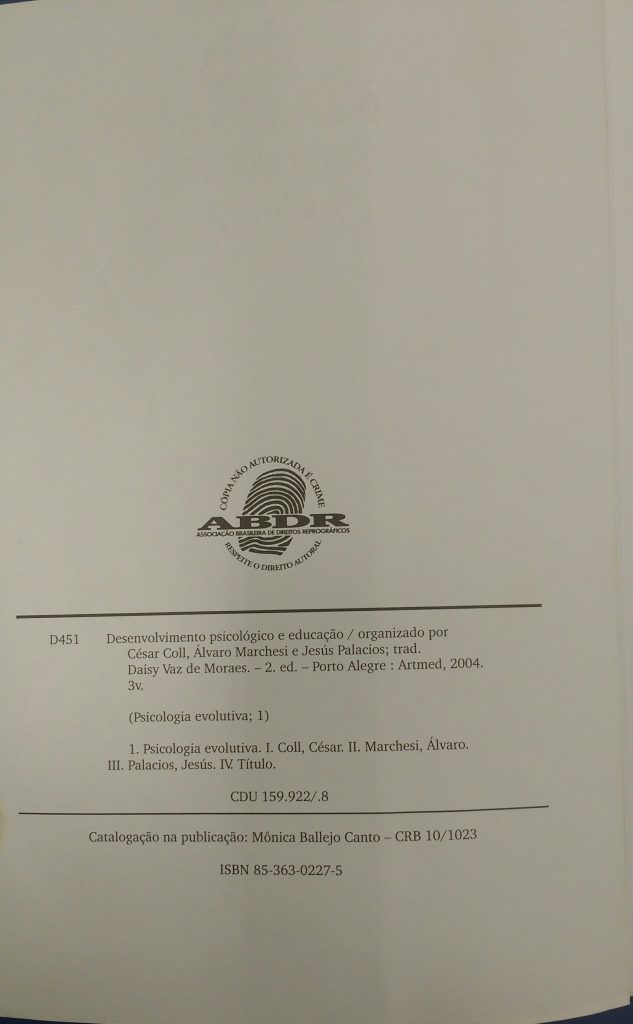 CÓPIA NÃO AUTORIZADA É CRIME
ABDR
ASSOCIAÇÃO BRASILEIRA DE DIREITOS REPROGRÁFICOS
RESPEITE O DIREITO AUTORAL
D451 Desenvolvimento psicológico e educação / organizado por
César Coll, Álvaro Marchesi e Jesús Palacios; trad.
Daisy Vaz de Moraes. – 2. ed. – Porto Alegre : Artmed, 2004.
3v.
(Psicologia evolutiva; 1)
1. Psicologia evolutiva. I. Coll, César. II. Marchesi, Álvaro.
III. Palacios, Jesús. IV. Título.
CDU 159.922/.8
Catalogação na publicação: Mônica Ballejo Canto – CRB 10/1023
ISBN 85-363-0227-5